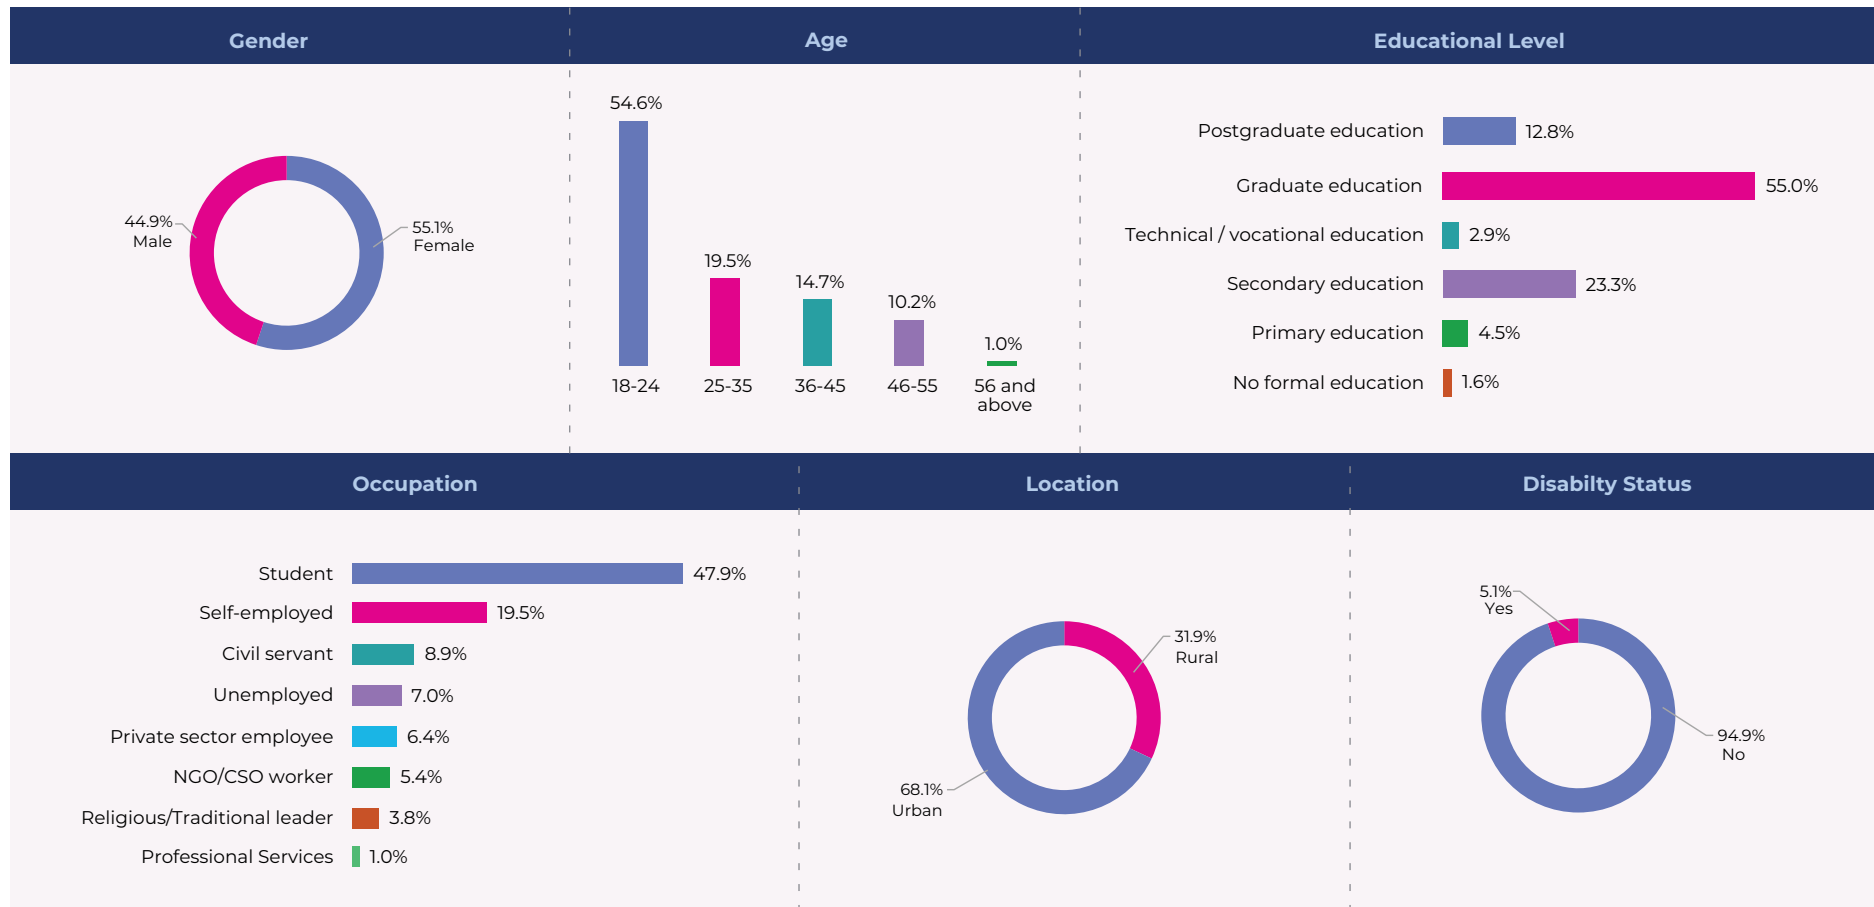 Gender
44.9%
Male
55.1%
Female
Age
54.6%
19.5%
14.7%
10.2%
1.0%
18-24
25-35
36-45
46-55
56 and
above
Educational Level
Postgraduate education 12.8%
Graduate education 55.0%
Technical / vocational education 2.9%
Secondary education 23.3%
Primary education 4.5%
No formal education 1.6%
Occupation
Student 47.9%
Self-employed 19.5%
Civil servant 8.9%
Unemployed 7.0%
Private sector employee 6.4%
NGO/CSO worker 5.4%
Religious/Traditional leader 3.8%
Professional Services 1.0%
Location
31.9%
Rural
68.1%
Urban
Disabilty Status
5.1%
Yes
94.9%
No